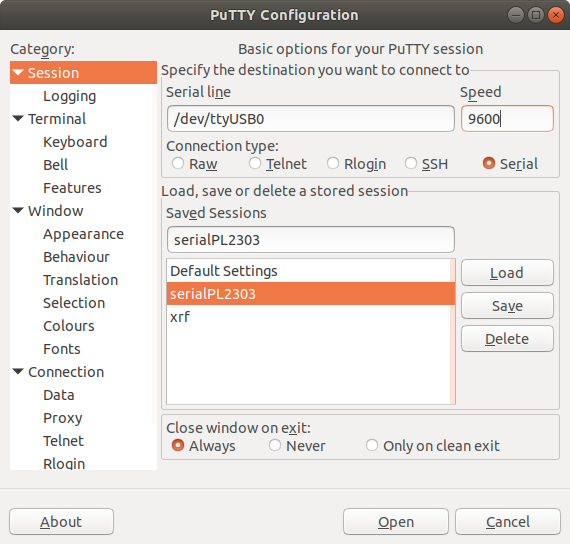 PuTTY Configuration
Category:
Session
Logging
Terminal
Keyboard
Bell
Features
Window
Appearance
Behaviour
Translation
Selection
Colours
Fonts
Connection
Data
Proxy
Telnet
Rlogin
Basic options for your PuTTY session
Specify the destination you want to connect to
Serial line Speed
/dev/ttyUSB0 9600
Connection type:
Raw Telnet Rlogin SSH Serial
Load, save or delete a stored session
Saved Sessions
serialPL2303
Default Settings
serialPL2303
xrf
Load
Save
Delete
Close window on exit:
Always Never Only on clean exit
About Open Cancel